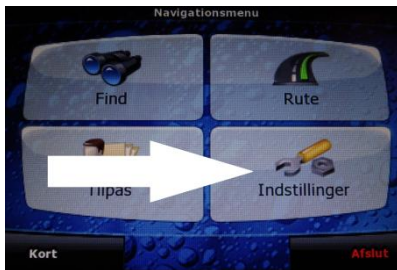 Navigationsmenu
Find
Rute
Tilpas
Indstillinger
Kort
Afslut